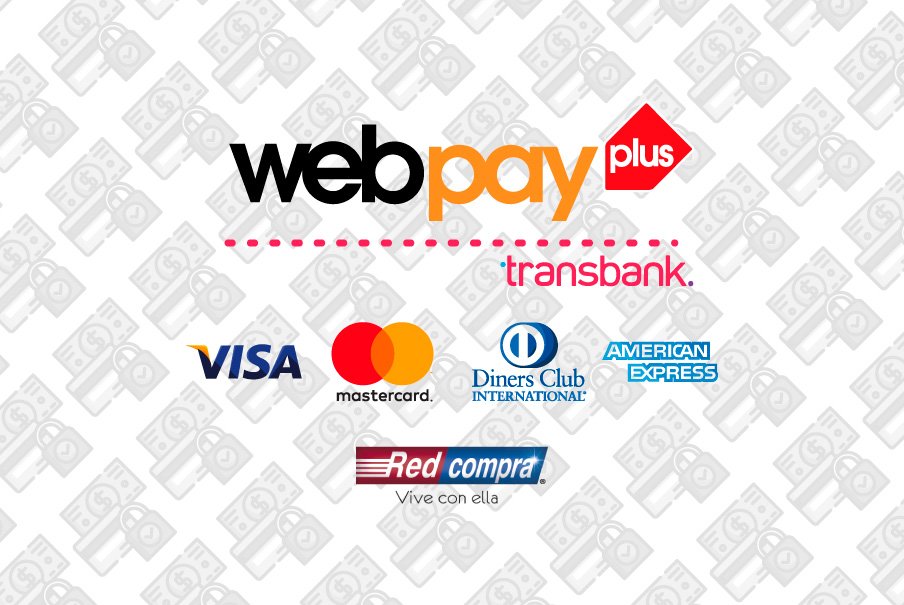 webpay plus
transbank.
VISA
mastercard.
Diners Club
INTERNATIONAL®
AMERICAN
EXPRESS
Red compra®
Vive con ella